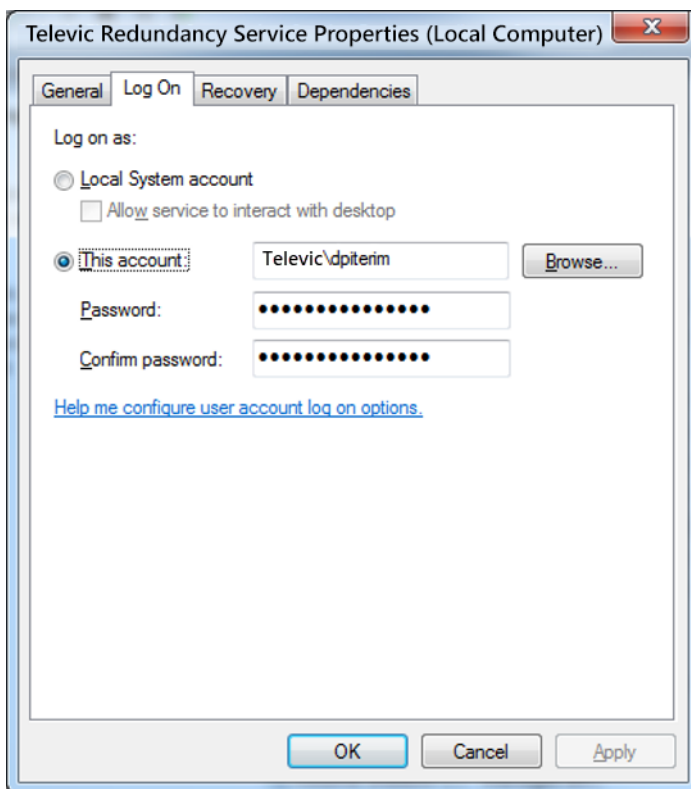 Televic Redundancy Service Properties (Local Computer)
General Log On Recovery Dependencies
Log on as:
Local System account
Allow service to interact with desktop
This account: Televic\dpiterim Browse...
Password: •••••••••••••••
Confirm password: •••••••••••••••
Help me configure user account log on options.
OK Cancel Apply